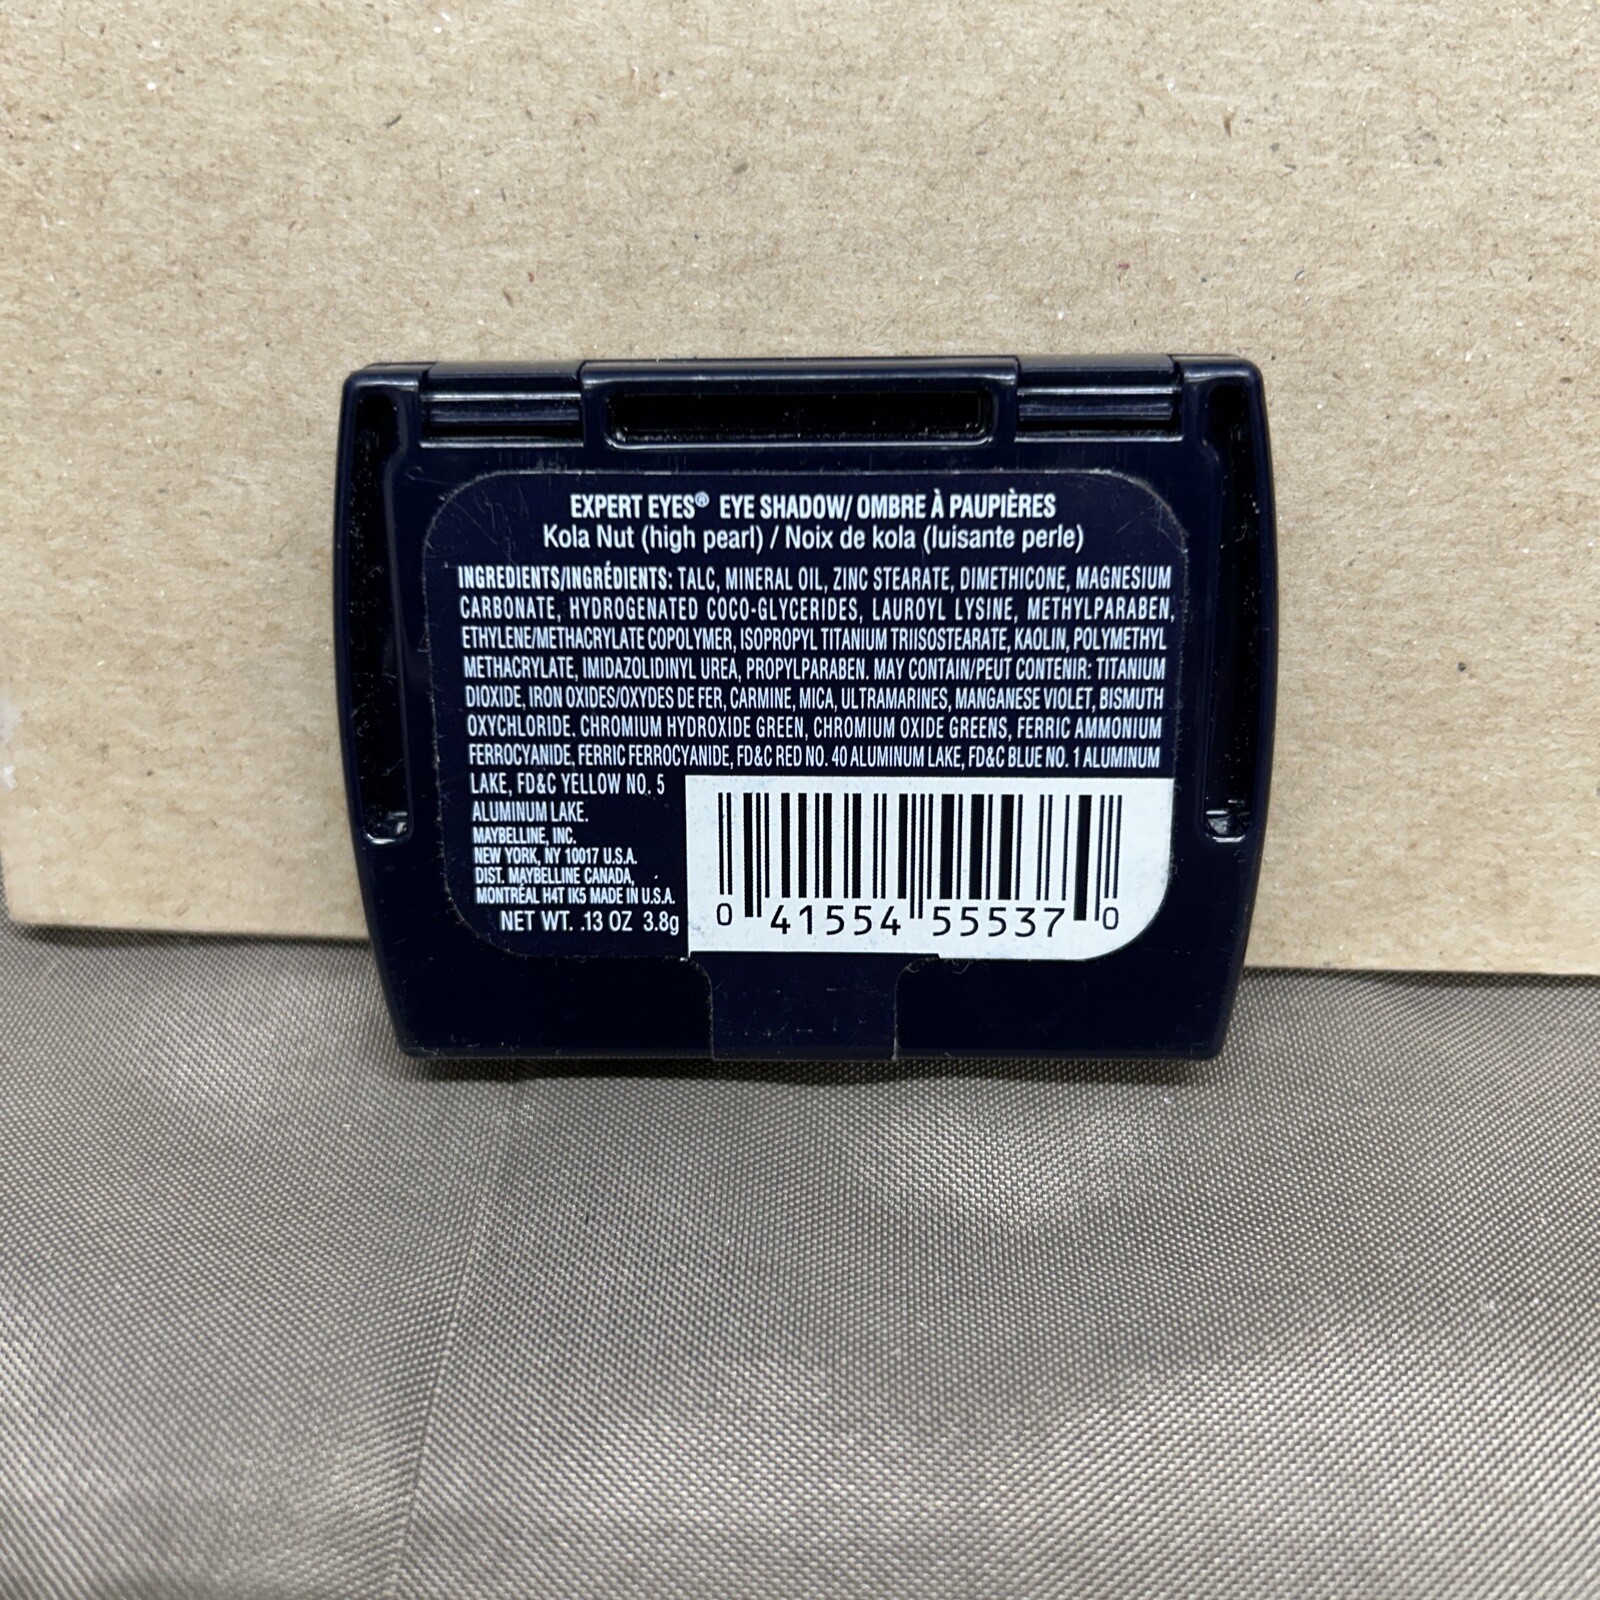 EXPERT EYES® EYE SHADOW/ OMBRE À PAUPIÈRES
Kola Nut (high pearl) / Noix de kola (luisante perle)
INGREDIENTS/INGRÉDIENTS: TALC, MINERAL OIL, ZINC STEARATE, DIMETHICONE, MAGNESIUM
CARBONATE, HYDROGENATED COCO-GLYCERIDES, LAUROYL LYSINE, METHYLPARABEN,
ETHYLENE/METHACRYLATE COPOLYMER, ISOPROPYL TITANIUM TRIISOSTEARATE, KAOLIN, POLYMETHYL
METHACRYLATE, IMIDAZOLIDINYL UREA, PROPYLPARABEN. MAY CONTAIN/PEUT CONTENIR: TITANIUM
DIOXIDE, IRON OXIDES/OXYDES DE FER, CARMINE, MICA, ULTRAMARINES, MANGANESE VIOLET, BISMUTH
OXYCHLORIDE. CHROMIUM HYDROXIDE GREEN, CHROMIUM OXIDE GREENS, FERRIC AMMONIUM
FERROCYANIDE, FERRIC FERROCYANIDE, FD&C RED NO. 40 ALUMINUM LAKE, FD&C BLUE NO. 1 ALUMINUM
LAKE, FD&C YELLOW NO. 5
ALUMINUM LAKE.
MAYBELLINE, INC.
NEW YORK, NY 10017 U.S.A.
DIST. MAYBELLINE CANADA,
MONTRÉAL H4T IK5 MADE IN U.S.A.
NET WT. .13 OZ 3.8g
0 41554 55537 0